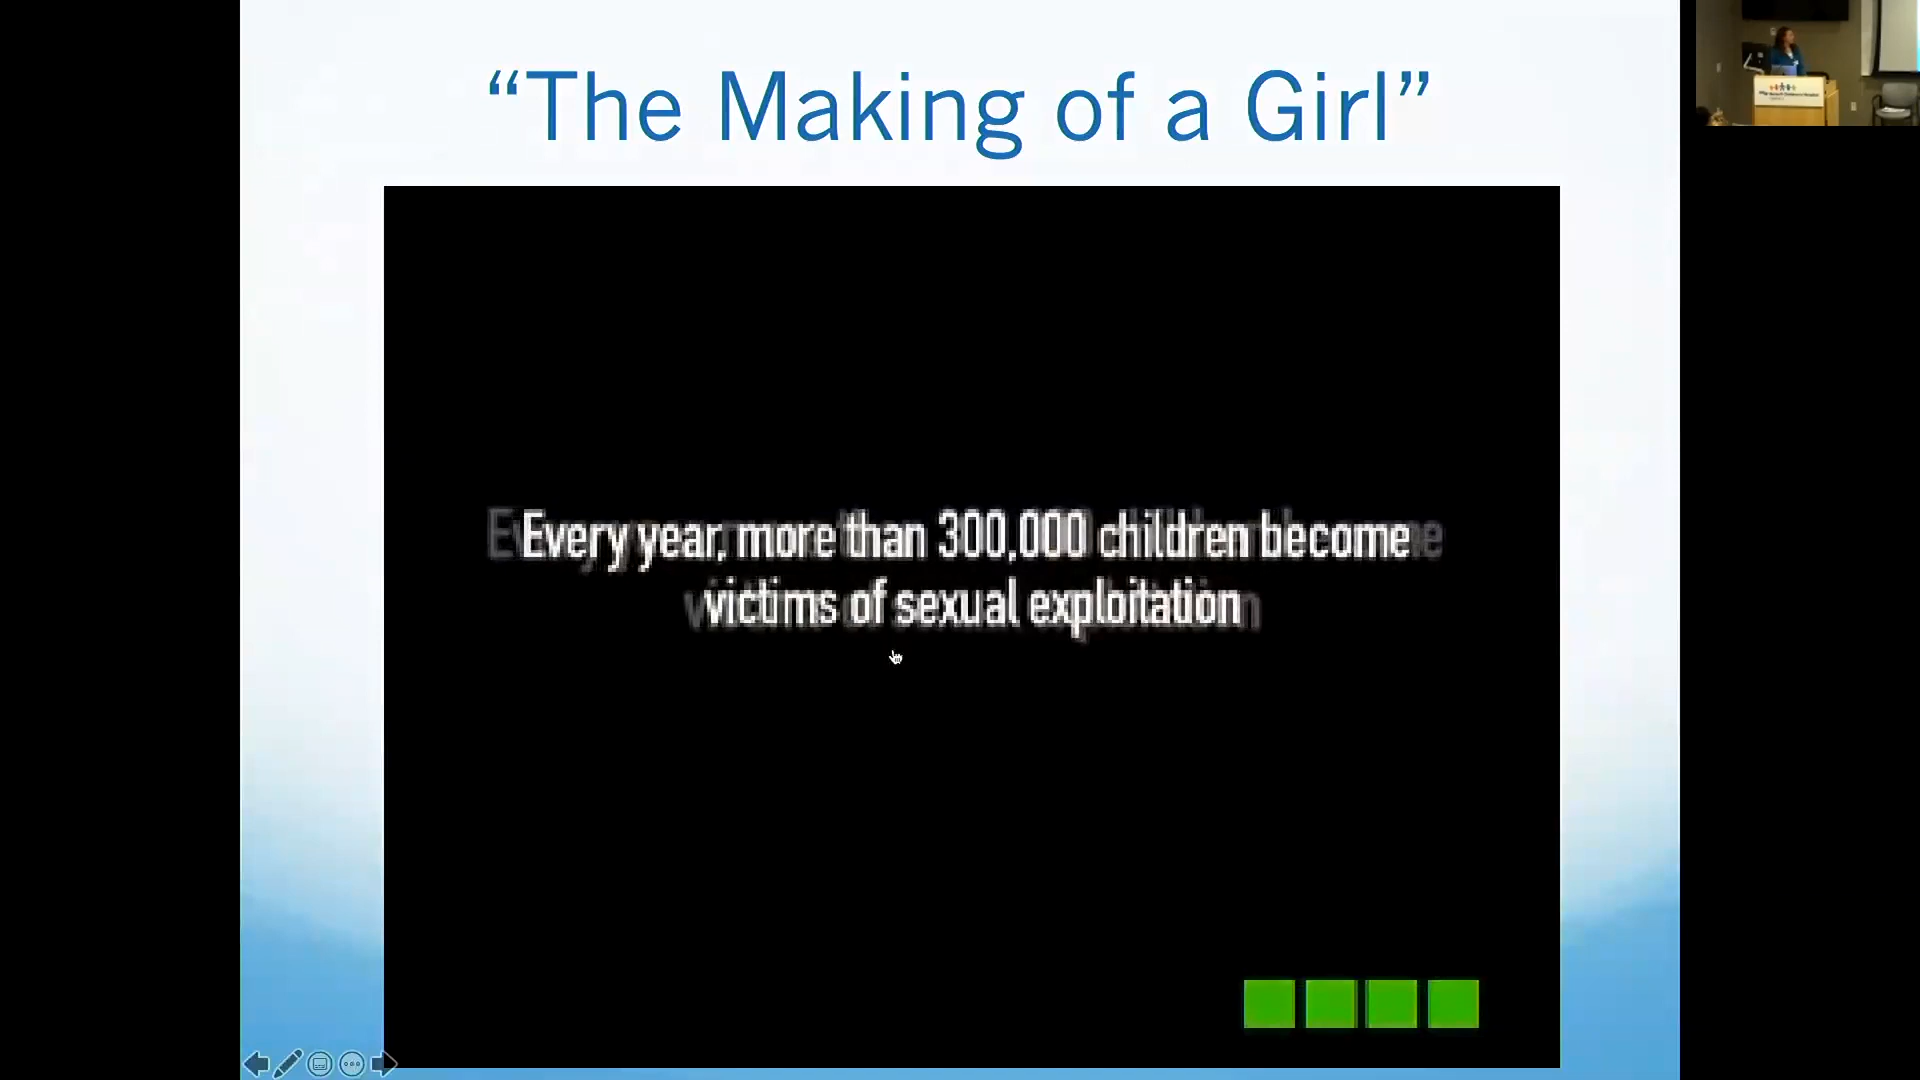 “The Making of a Girl”
Every year, more than 300,000 children become
victims of sexual exploitation